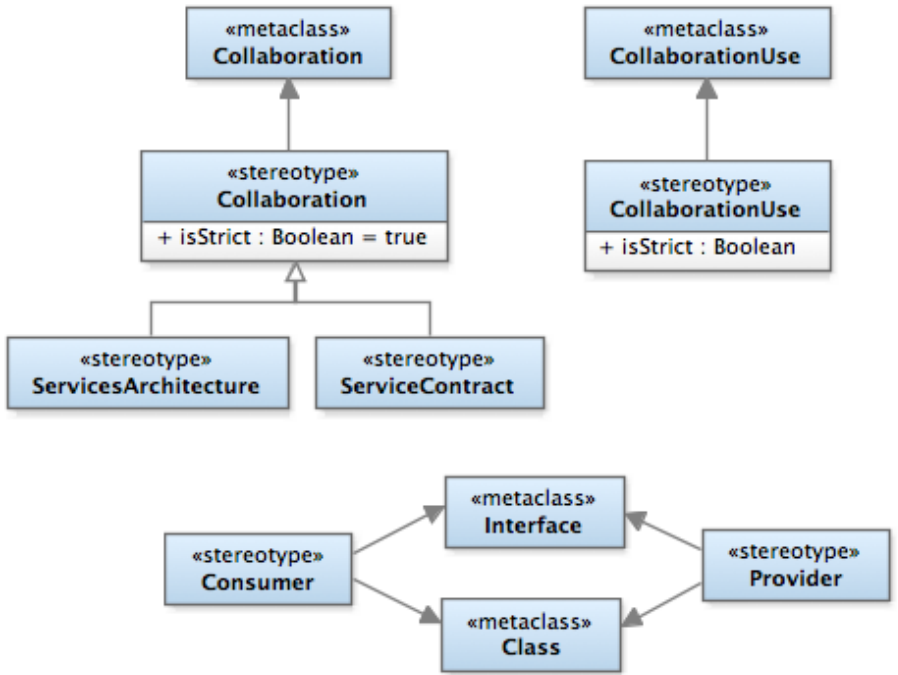 «metaclass»
Collaboration
«metaclass»
CollaborationUse
«stereotype»
Collaboration
+ isStrict : Boolean = true
«stereotype»
CollaborationUse
+ isStrict : Boolean
«stereotype»
ServicesArchitecture
«stereotype»
ServiceContract
«metaclass»
Interface
«stereotype»
Consumer
«stereotype»
Provider
«metaclass»
Class